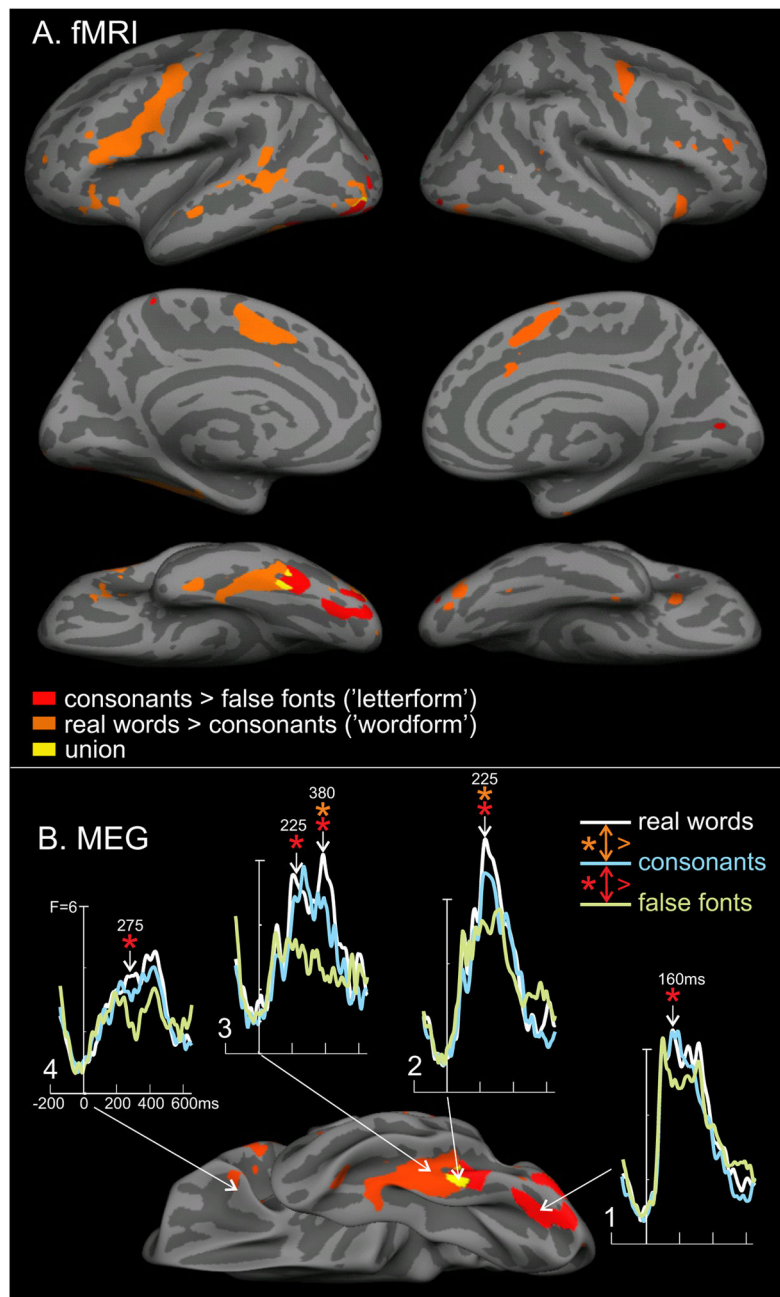 A. fMRI
consonants > false fonts ('letterform')
real words > consonants ('wordform')
union
B. MEG
225
*
*
380
*
*
225
*
real words
* >
consonants
* >
false fonts
F=6
275
*
160ms
*
3
2
4
-200 0 200 400 600ms
1